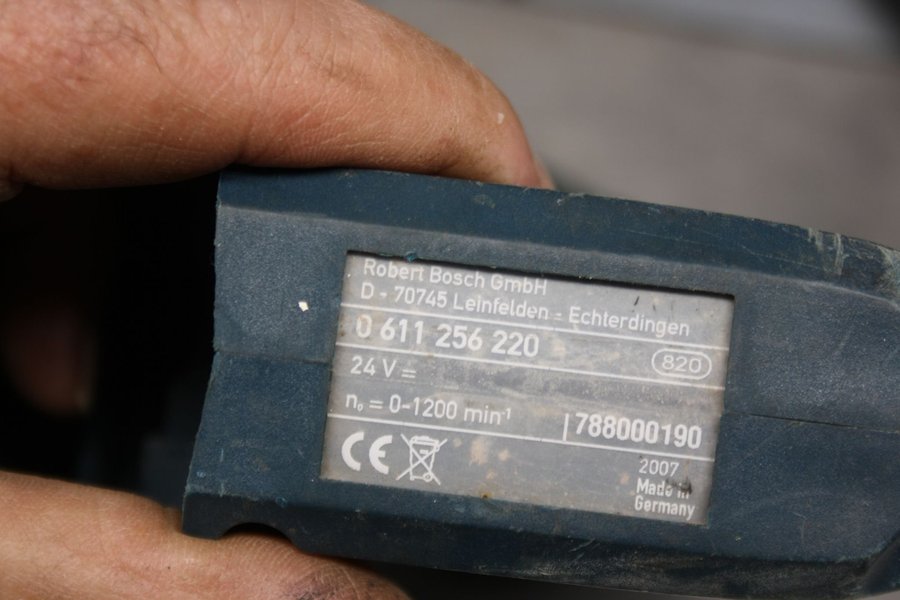 Robert Bosch GmbH
D - 70745 Leinfelden - Echterdingen
0 611 256 220
820
24 V =
n₀ = 0-1200 min⁻¹
788000190
CE
2007
Made in
Germany